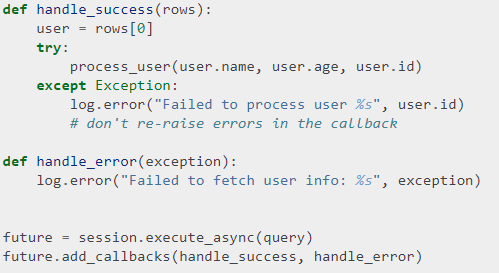 def handle_success(rows):
    user = rows[0]
    try:
        process_user(user.name, user.age, user.id)
    except Exception:
        log.error("Failed to process user %s", user.id)
        # don't re-raise errors in the callback

def handle_error(exception):
    log.error("Failed to fetch user info: %s", exception)


future = session.execute_async(query)
future.add_callbacks(handle_success, handle_error)